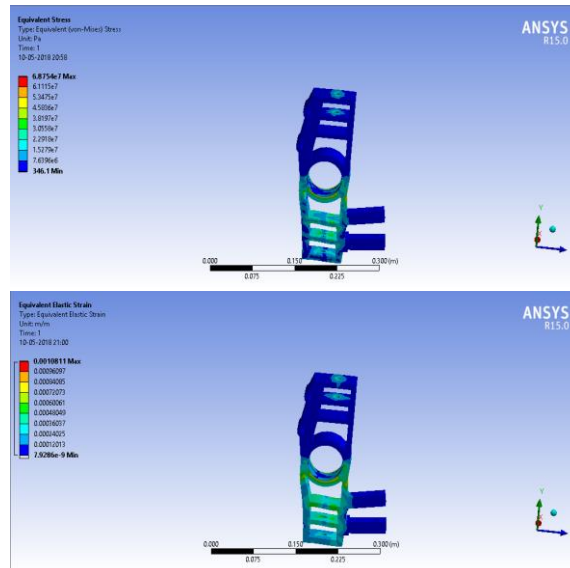 Equivalent Stress
Type: Equivalent (von-Mises) Stress
Unit: Pa
Time: 1
10-05-2018 20:58
ANSYS
R15.0
6.8754e7 Max
6.1115e7
5.3475e7
4.5836e7
3.8197e7
3.0558e7
2.2918e7
1.5279e7
7.6396e6
346.1 Min
Y
0.000
0.150
0.300 (m)
0.075
0.225
Equivalent Elastic Strain
Type: Equivalent Elastic Strain
Unit: m/m
Time: 1
10-05-2018 21:00
ANSYS
R15.0
0.0010811 Max
0.00096097
0.00084085
0.00072073
0.00060061
0.00048049
0.00036037
0.00024025
0.00012013
7.9286e-9 Min
Y
0.000
0.150
0.300 (m)
0.075
0.225